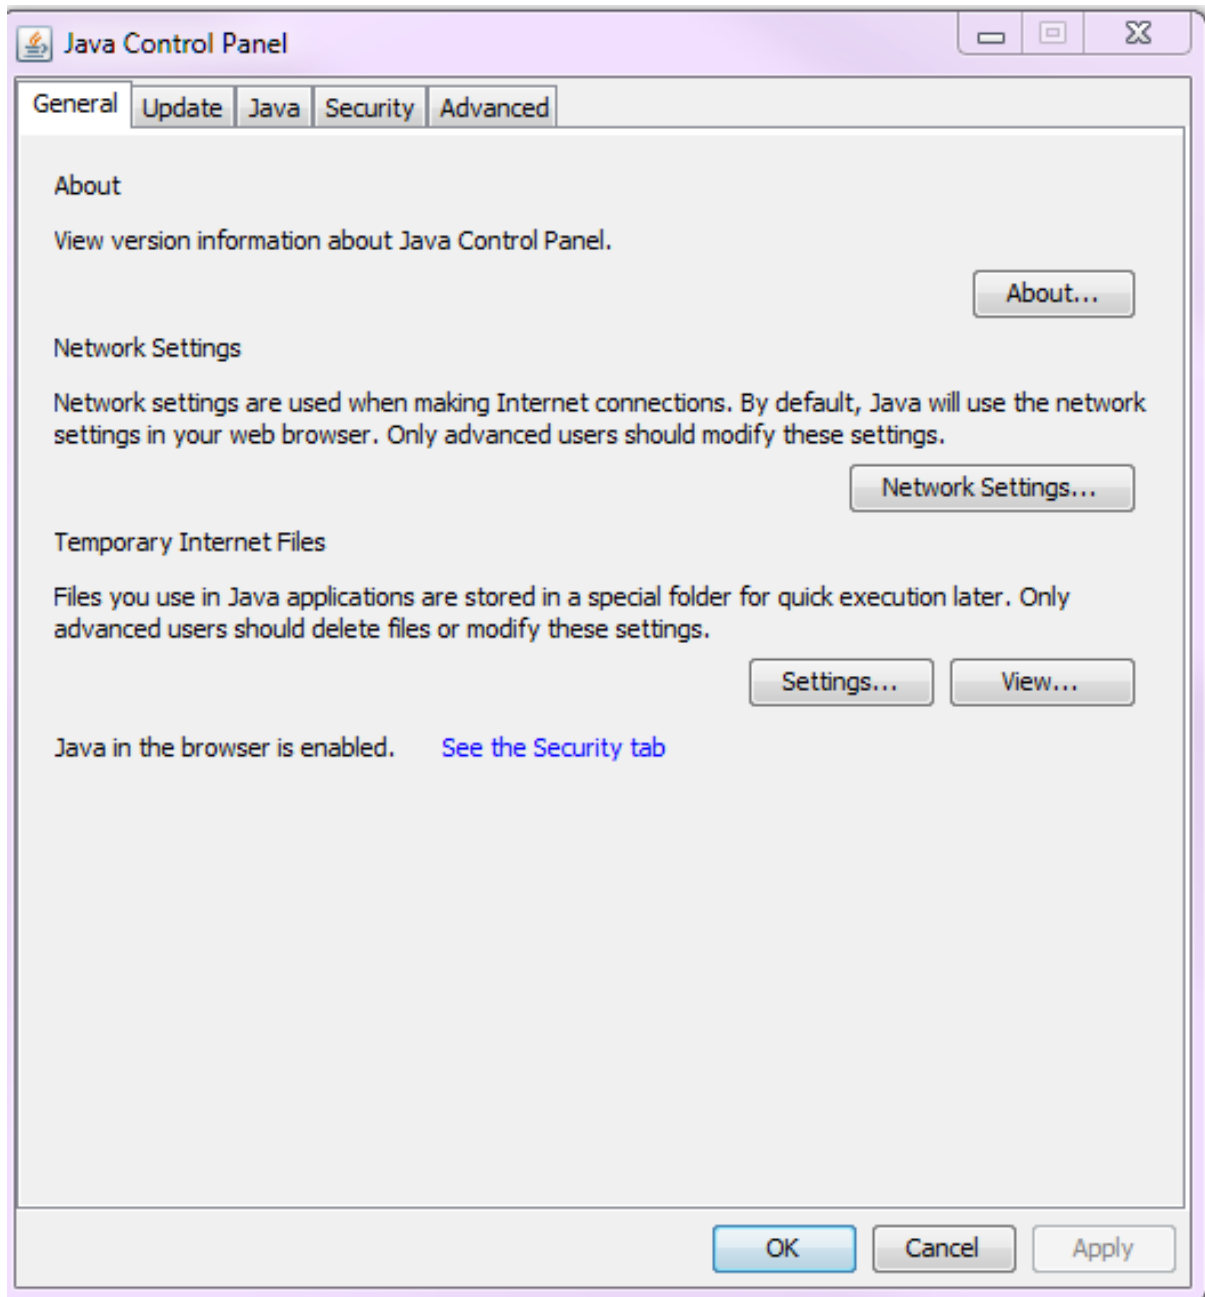 Java Control Panel
General Update Java Security Advanced
About
View version information about Java Control Panel.
About...
Network Settings
Network settings are used when making Internet connections. By default, Java will use the network
settings in your web browser. Only advanced users should modify these settings.
Network Settings...
Temporary Internet Files
Files you use in Java applications are stored in a special folder for quick execution later. Only
advanced users should delete files or modify these settings.
Settings... View...
Java in the browser is enabled. See the Security tab
OK Cancel Apply